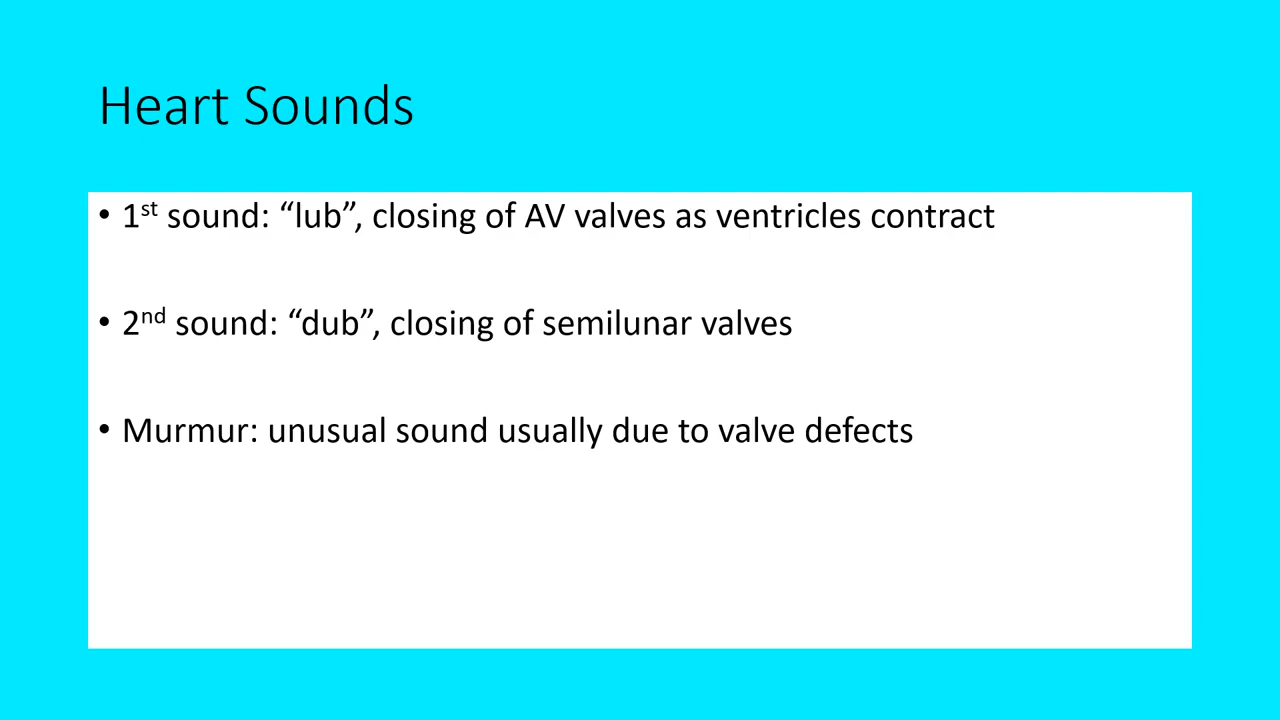 Heart Sounds
• 1st sound: “lub”, closing of AV valves as ventricles contract
• 2nd sound: “dub”, closing of semilunar valves
• Murmur: unusual sound usually due to valve defects